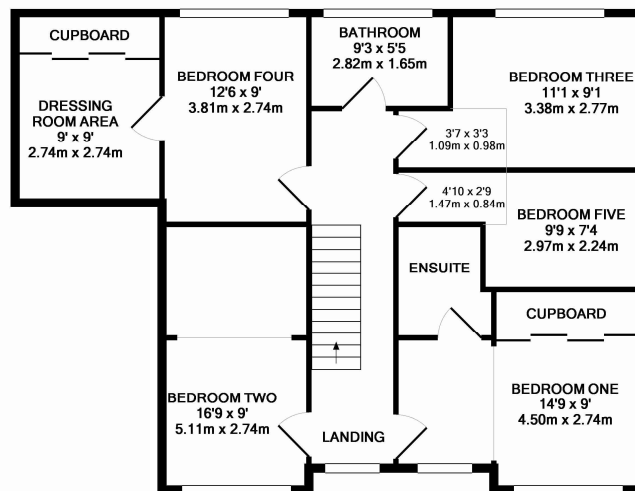 CUPBOARD
DRESSING
ROOM AREA
9' x 9'
2.74m x 2.74m
BEDROOM FOUR
12'6 x 9'
3.81m x 2.74m
BATHROOM
9'3 x 5'5
2.82m x 1.65m
BEDROOM THREE
11'1 x 9'1
3.38m x 2.77m
3'7 x 3'3
1.09m x 0.98m
4'10 x 2'9
1.47m x 0.84m
BEDROOM FIVE
9'9 x 7'4
2.97m x 2.24m
ENSUITE
CUPBOARD
BEDROOM TWO
16'9 x 9'
5.11m x 2.74m
LANDING
BEDROOM ONE
14'9 x 9'
4.50m x 2.74m